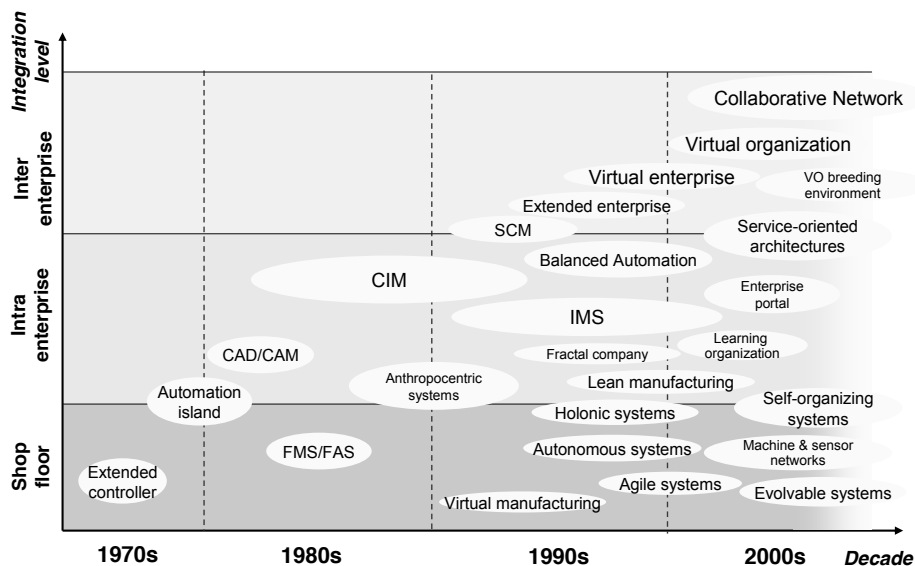 Integration
level
Inter
enterprise
Intra
enterprise
Shop
floor
Collaborative Network
Virtual organization
Virtual enterprise
VO breeding
environment
Extended enterprise
SCM
Service-oriented
architectures
Balanced Automation
CIM
Enterprise
portal
IMS
CAD/CAM
Fractal company
Learning
organization
Anthropocentric
systems
Lean manufacturing
Automation
island
Holonic systems
Self-organizing
systems
FMS/FAS
Autonomous systems
Machine & sensor
networks
Extended
controller
Agile systems
Evolvable systems
Virtual manufacturing
1970s
1980s
1990s
2000s
Decade